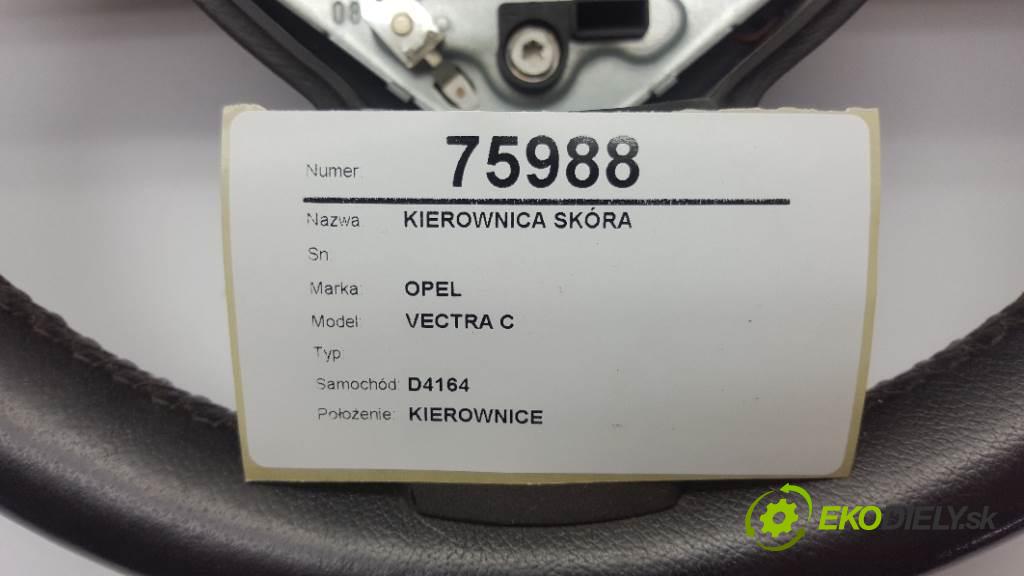 08
Numer: 75988
Nazwa: KIEROWNICA SKÓRA
Sn:
Marka: OPEL
Model: VECTRA C
Typ:
Samochód: D4164
Położenie: KIEROWNICE
EKODIELY.sk